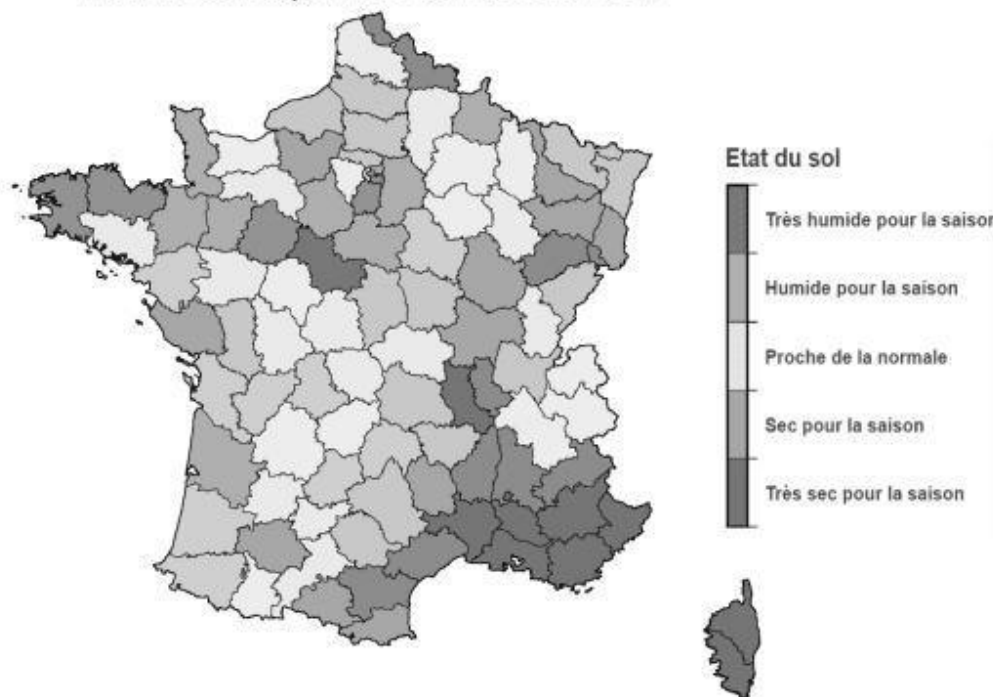 Etat du sol
Très humide pour la saison
Humide pour la saison
Proche de la normale
Sec pour la saison
Très sec pour la saison